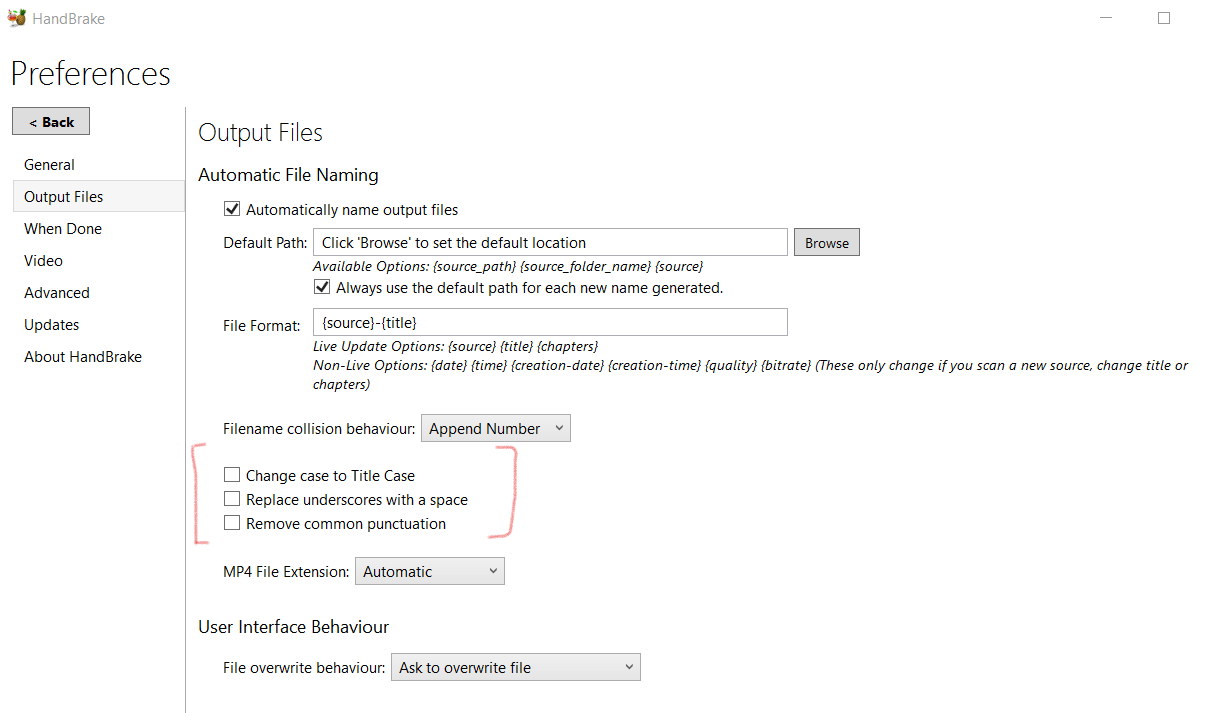 HandBrake
Preferences
< Back
General
Output Files
When Done
Video
Advanced
Updates
About HandBrake
Output Files
Automatic File Naming
Automatically name output files
Default Path: Click 'Browse' to set the default location Browse
Available Options: {source_path} {source_folder_name} {source}
Always use the default path for each new name generated.
File Format: {source}-{title}
Live Update Options: {source} {title} {chapters}
Non-Live Options: {date} {time} {creation-date} {creation-time} {quality} {bitrate} (These only change if you scan a new source, change title or
chapters)
Filename collision behaviour: Append Number
Change case to Title Case
Replace underscores with a space
Remove common punctuation
MP4 File Extension: Automatic
User Interface Behaviour
File overwrite behaviour: Ask to overwrite file